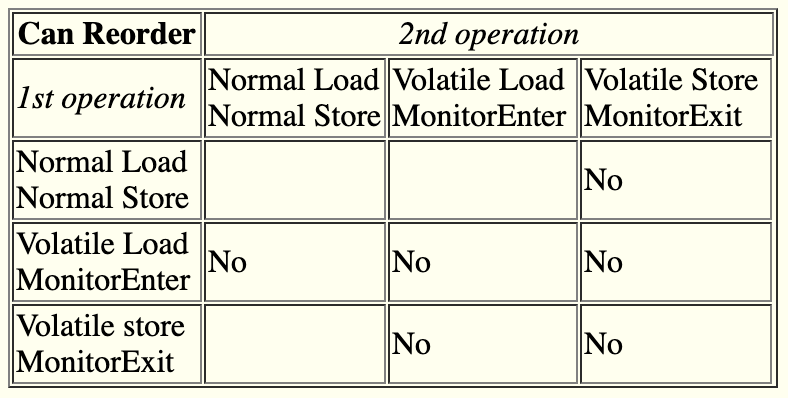 Can Reorder 2nd operation
1st operation Normal Load Volatile Load Volatile Store
Normal Store MonitorEnter MonitorExit
Normal Load
Normal Store No
Volatile Load
MonitorEnter No No No
Volatile store
MonitorExit No No